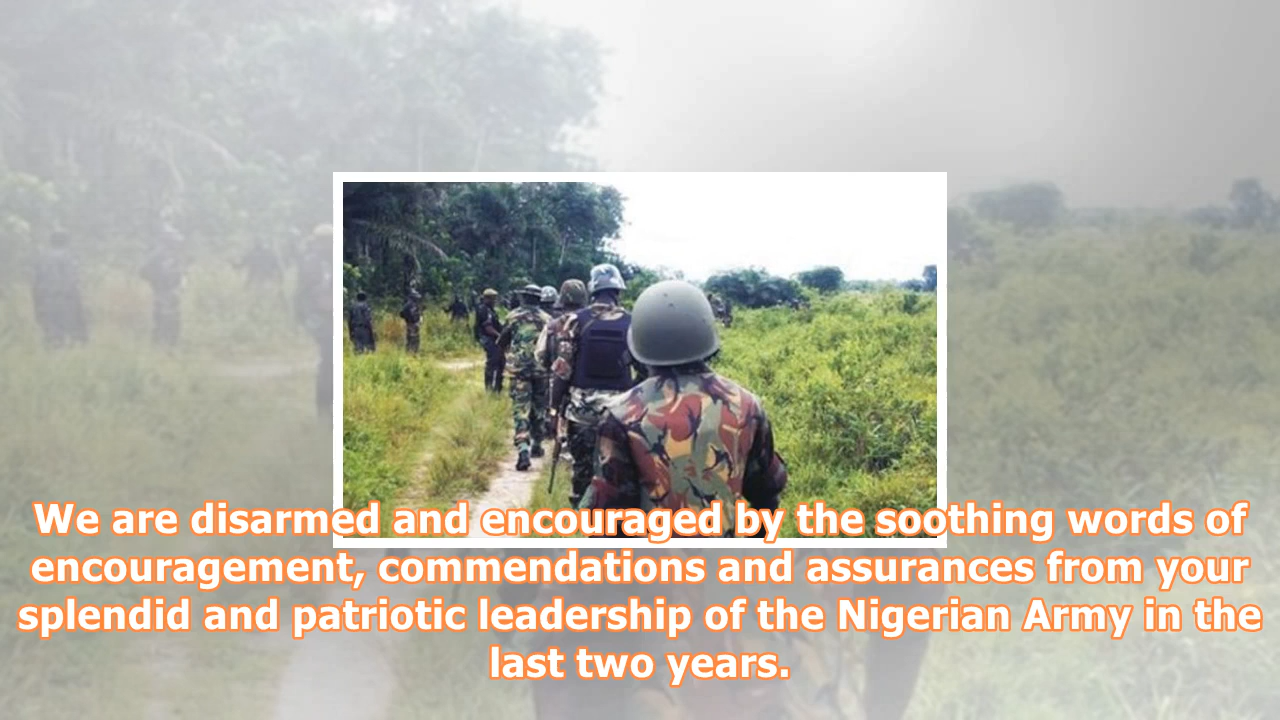 We are disarmed and encouraged by the soothing words of
encouragement, commendations and assurances from your
splendid and patriotic leadership of the Nigerian Army in the
last two years.